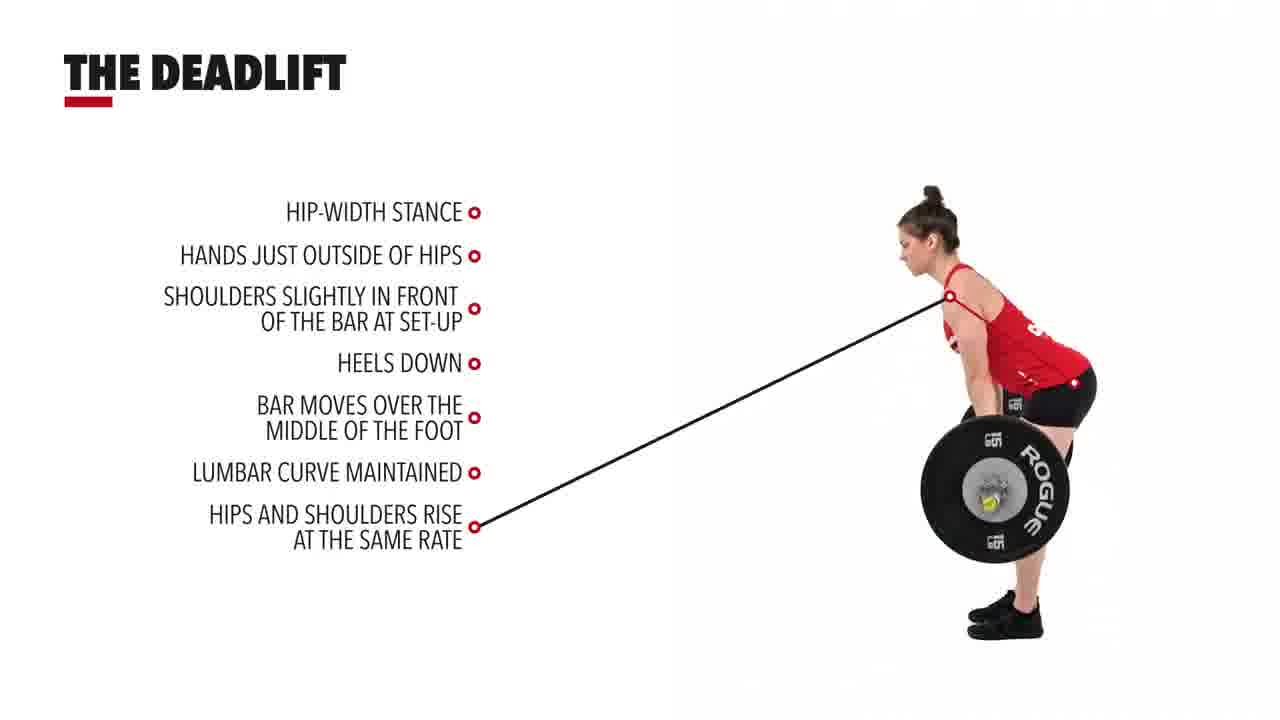 THE DEADLIFT
HIP-WIDTH STANCE
HANDS JUST OUTSIDE OF HIPS
SHOULDERS SLIGHTLY IN FRONT
OF THE BAR AT SET-UP
HEELS DOWN
BAR MOVES OVER THE
MIDDLE OF THE FOOT
LUMBAR CURVE MAINTAINED
HIPS AND SHOULDERS RISE
AT THE SAME RATE
15
15
ROGUE
15